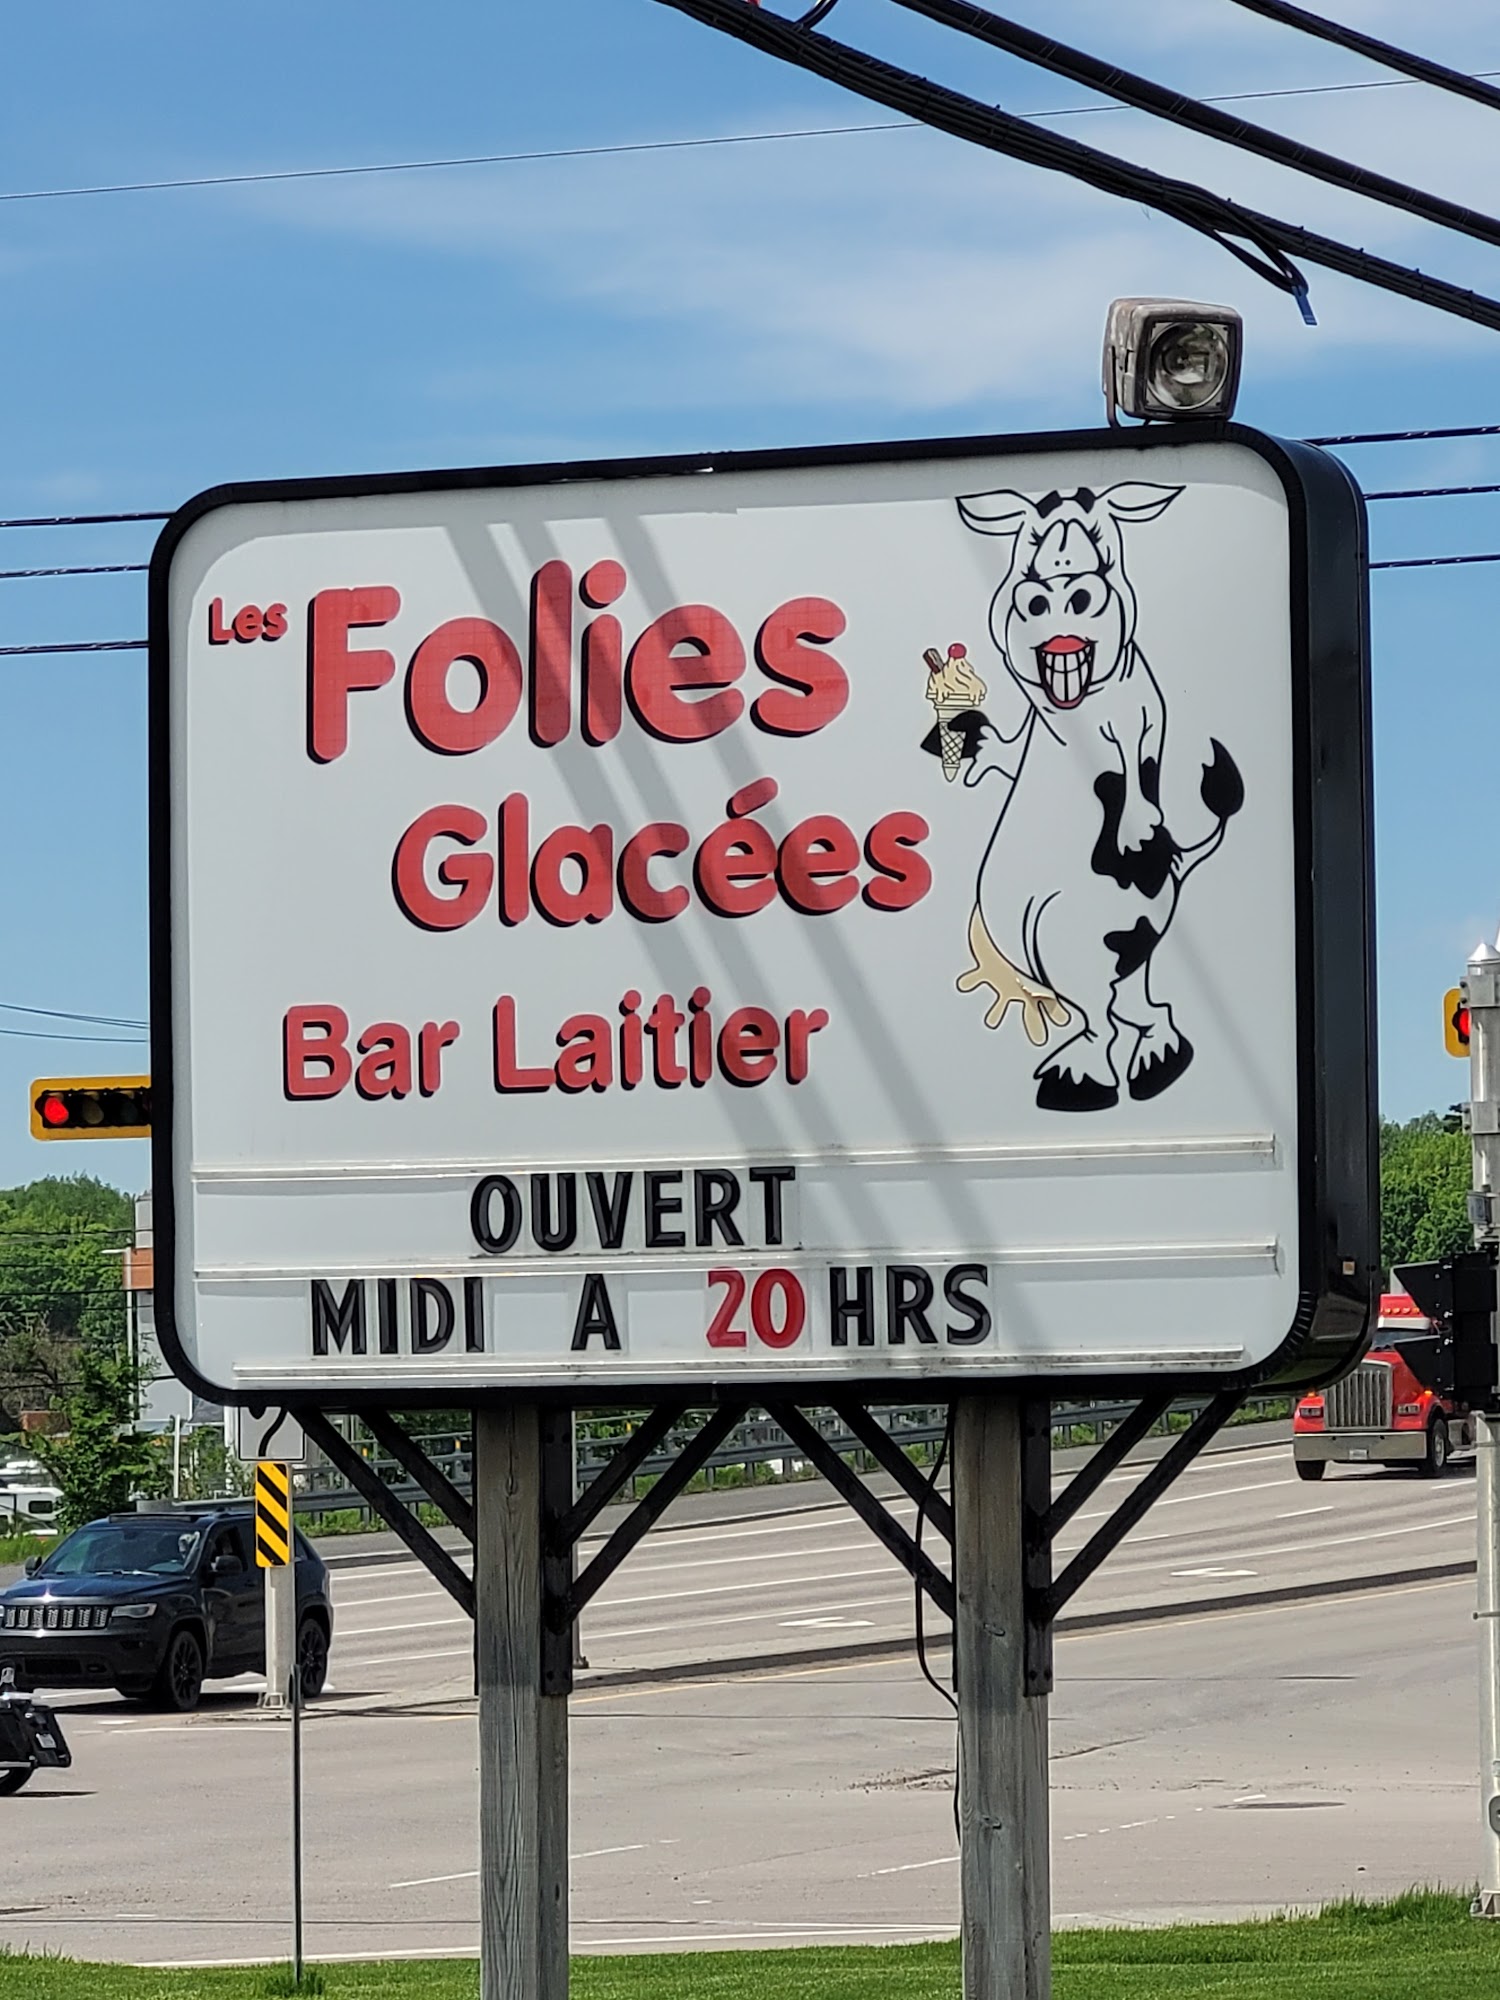 Les Folies
Glacées
Bar Laitier
OUVERT
MIDI A 20 HRS